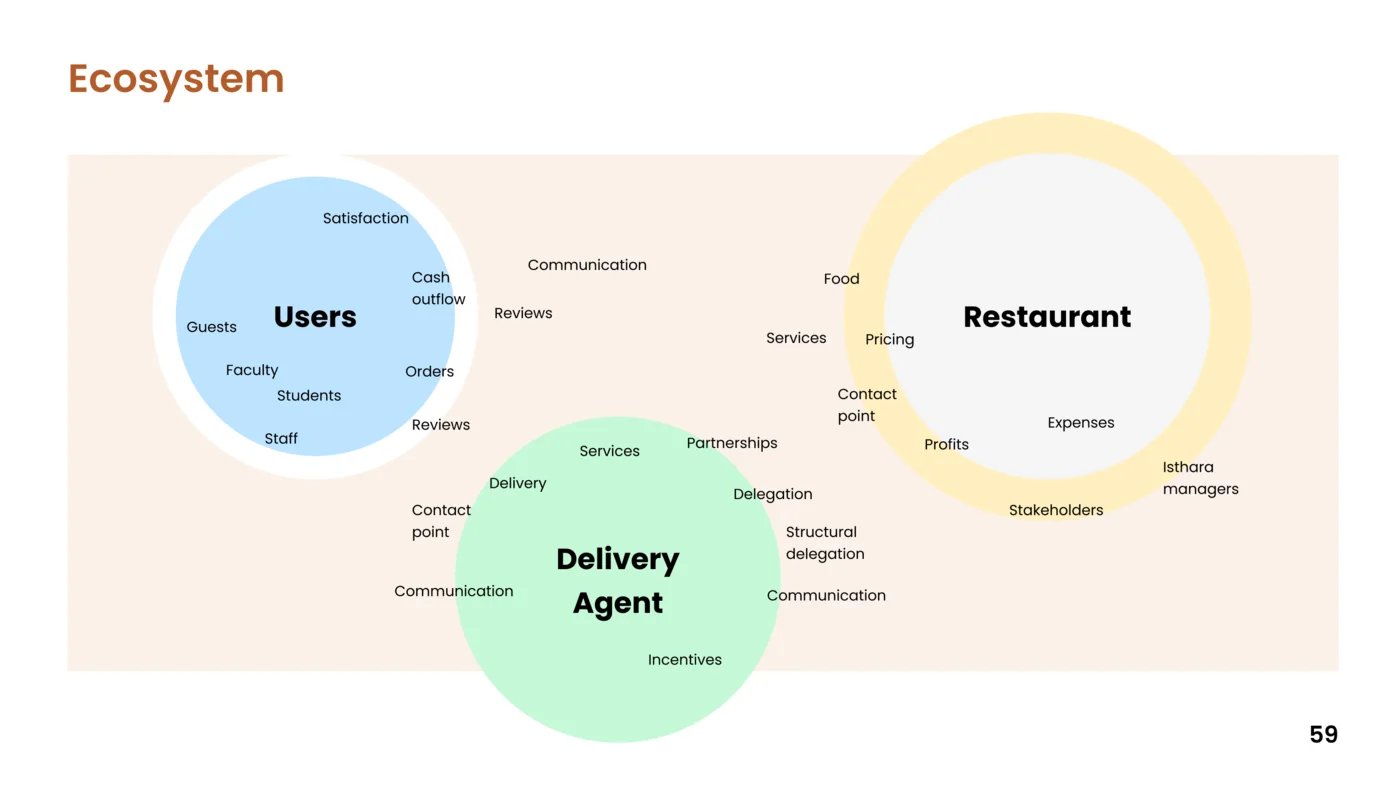 Ecosystem
Satisfaction
Cash
outflow
Users
Guests
Faculty
Orders
Students
Staff
Reviews
Communication
Reviews
Food
Services
Pricing
Restaurant
Contact
point
Expenses
Profits
Isthara
managers
Stakeholders
Services
Partnerships
Delivery
Delegation
Contact
point
Structural
delegation
Delivery
Agent
Communication
Communication
Incentives
59